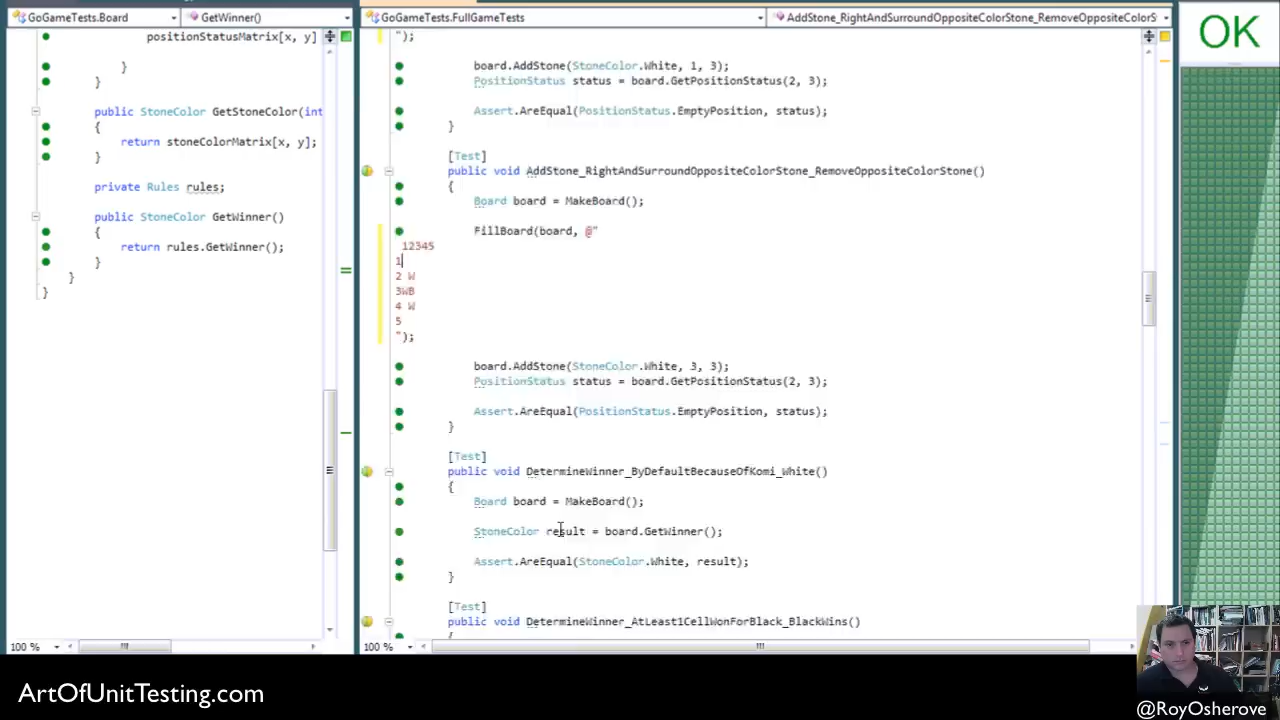 GoGameTests.Board
GetWinner()
positionStatusMatrix[x, y]
}
}
public StoneColor GetStoneColor(int
{
return stoneColorMatrix[x, y];
}
private Rules rules;
public StoneColor GetWinner()
{
return rules.GetWinner();
}
}
}
100 %
GoGameTests.FullGameTests
AddStone_RightAndSurroundOppositeColorStone_RemoveOppositeColorS
");
board.AddStone(StoneColor.White, 1, 3);
PositionStatus status = board.GetPositionStatus(2, 3);
Assert.AreEqual(PositionStatus.EmptyPosition, status);
}
[Test]
public void AddStone_RightAndSurroundOppositeColorStone_RemoveOppositeColorStone()
{
Board board = MakeBoard();
FillBoard(board, @"
12345
1
2 W
3WB
4 W
5
");
board.AddStone(StoneColor.White, 3, 3);
PositionStatus status = board.GetPositionStatus(2, 3);
Assert.AreEqual(PositionStatus.EmptyPosition, status);
}
[Test]
public void DetermineWinner_ByDefaultBecauseOfKomi_White()
{
Board board = MakeBoard();
StoneColor result = board.GetWinner();
Assert.AreEqual(StoneColor.White, result);
}
[Test]
public void DetermineWinner_AtLeast1CellWonForBlack_BlackWins()
{
100 %
OK
ArtOfUnitTesting.com
@RoyOsherove